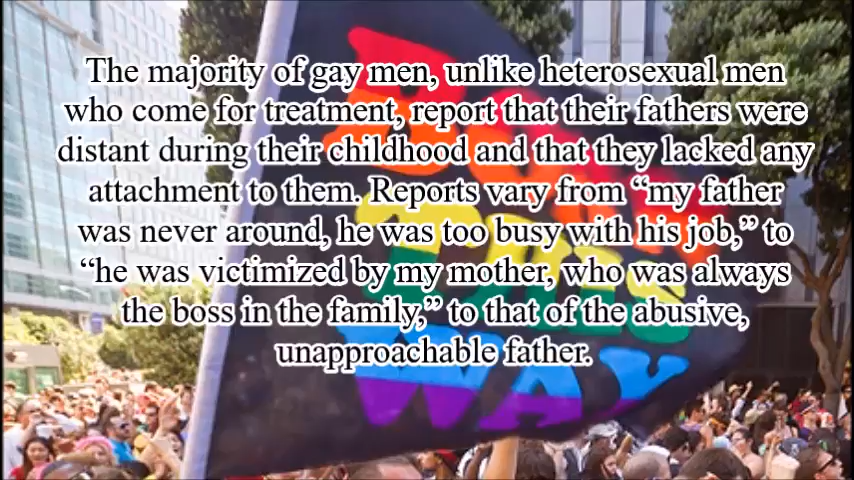 The majority of gay men, unlike heterosexual men
who come for treatment, report that their fathers were
distant during their childhood and that they lacked any
attachment to them. Reports vary from “my father
was never around, he was too busy with his job,” to
“he was victimized by my mother, who was always
the boss in the family,” to that of the abusive,
unapproachable father.
BORN
THIS
WAY